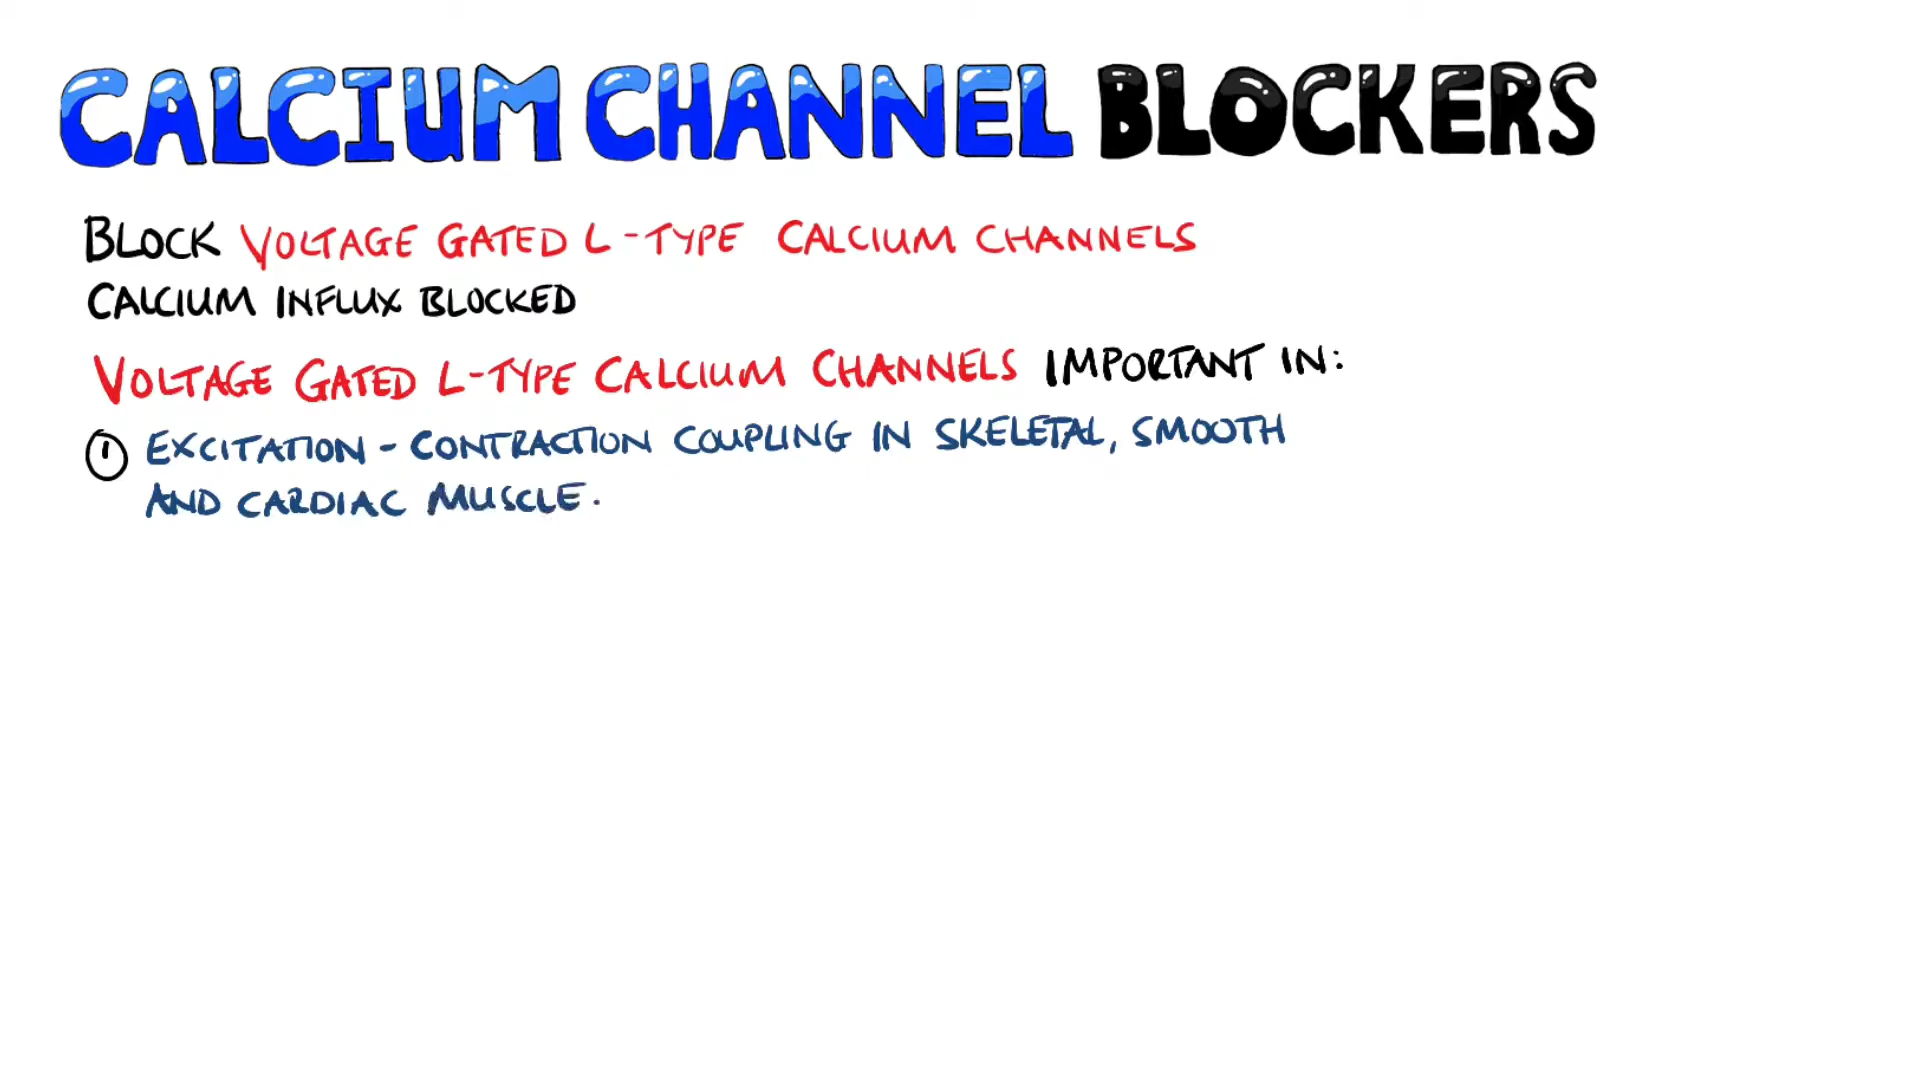 CALCIUM CHANNEL BLOCKERS
BLOCK VOLTAGE GATED L-TYPE CALCIUM CHANNELS
CALCIUM INFLUX BLOCKED
VOLTAGE GATED L-TYPE CALCIUM CHANNELS IMPORTANT IN:
① EXCITATION-CONTRACTION COUPLING IN SKELETAL, SMOOTH
AND CARDIAC MUSCLE.